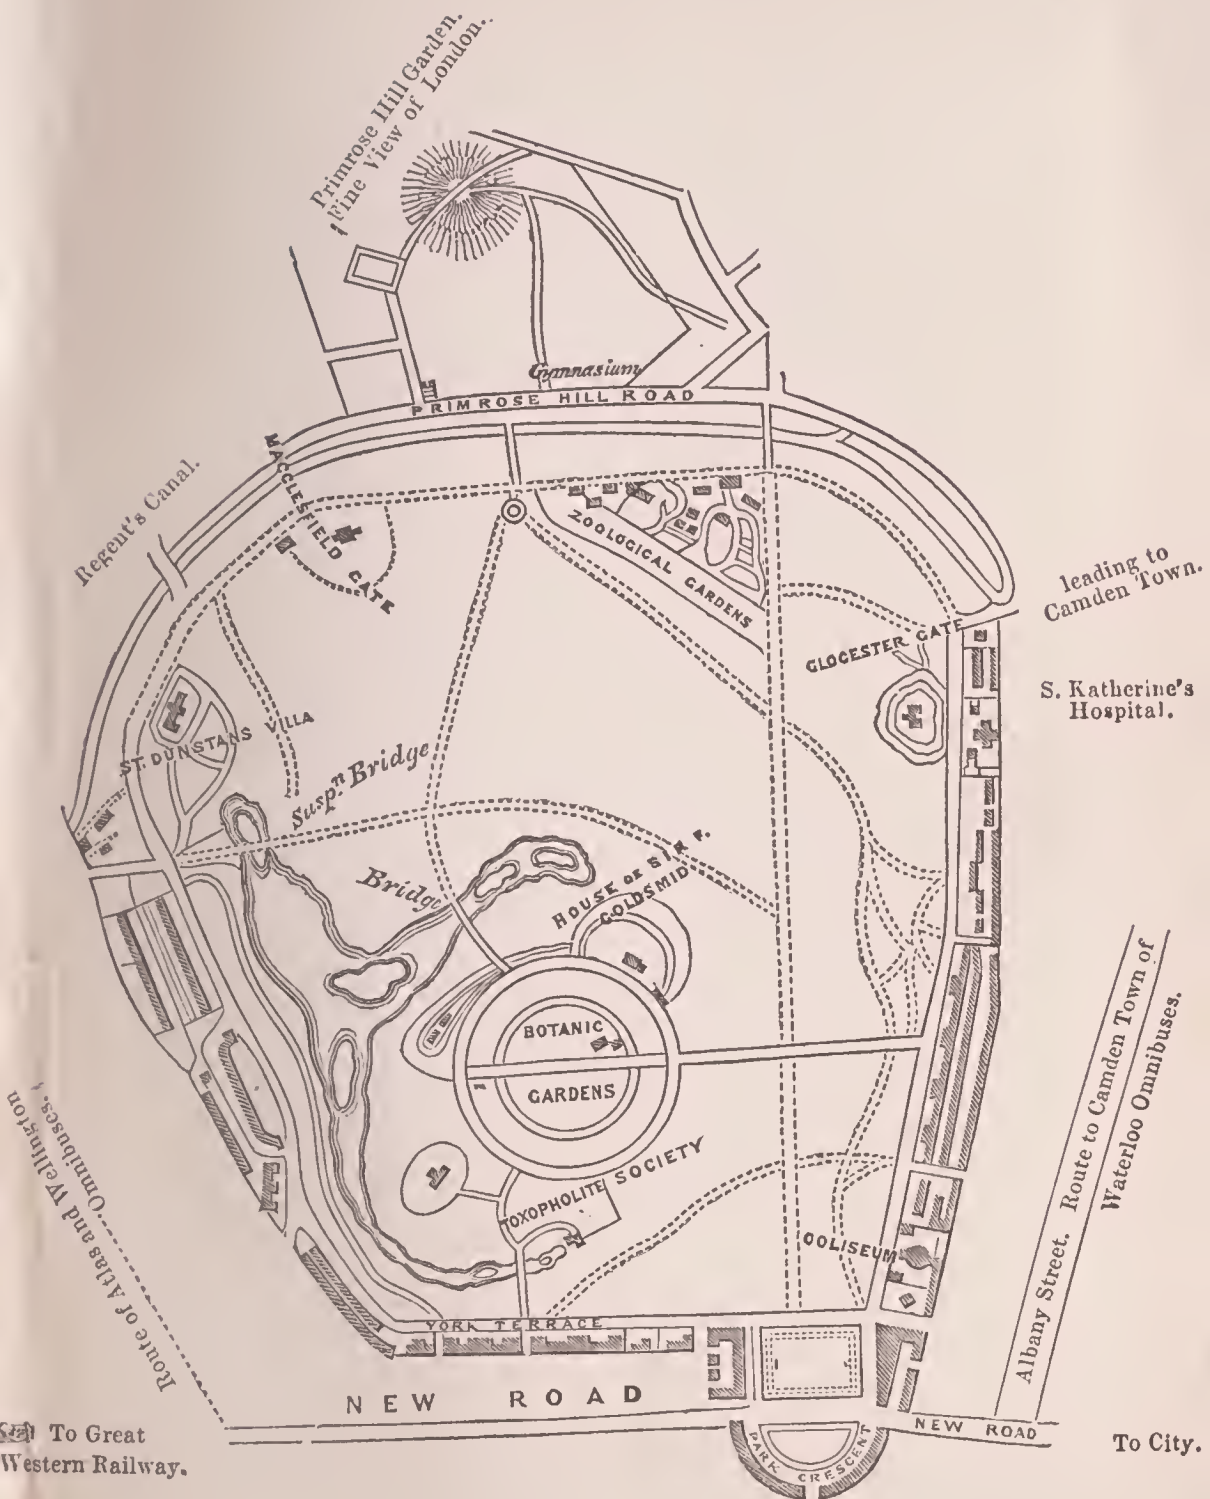 Primrose Hill Garden.
Fine View of London.
Gymnasium
PRIMROSE HILL ROAD
MACCLESFIELD GATE
Regent's Canal.
ZOOLOGICAL GARDENS
leading to
Camden Town.
GLOCESTER GATE
S. Katherine's
Hospital.
ST. DUNSTANS VILLA
Suspn Bridge
Bridge
HOUSE OF SIR F.
GOLDSMID
BOTANIC
GARDENS
TOXOPHOLITE SOCIETY
COLISEUM
Albany Street. Route to Camden Town of
Waterloo Omnibuses.
Route of Atlas and Wellington
Omnibuses.
YORK TERRACE
NEW ROAD
PARK CRESCENT
NEW ROAD
To Great
Western Railway.
To City.